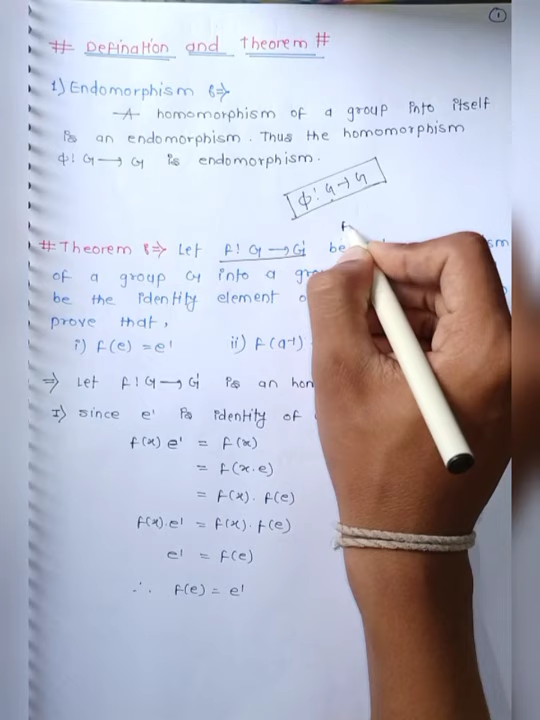 1
# Defination and Theorem #
1) Endomorphism :⇒
A homomorphism of a group into itself
is an endomorphism. Thus the homomorphism
ϕ: G → G is endomorphism.
ϕ: G → G
f
# Theorem :⇒ Let f: G → G' be
of a group G into a
be the identity element
prove that,
i) f(e) = e' ii) f(a-1)
⇒ Let f: G → G' is an
I) since e' is identity of
f(x) e' = f(x)
= f(x.e)
= f(x). f(e)
f(x).e' = f(x). f(e)
e' = f(e)
∴ f(e) = e'